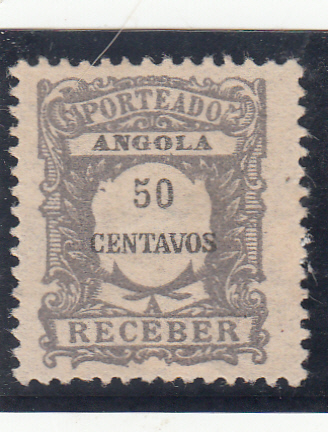 PORTEADO
ANGOLA
50
CENTAVOS
A
RECEBER